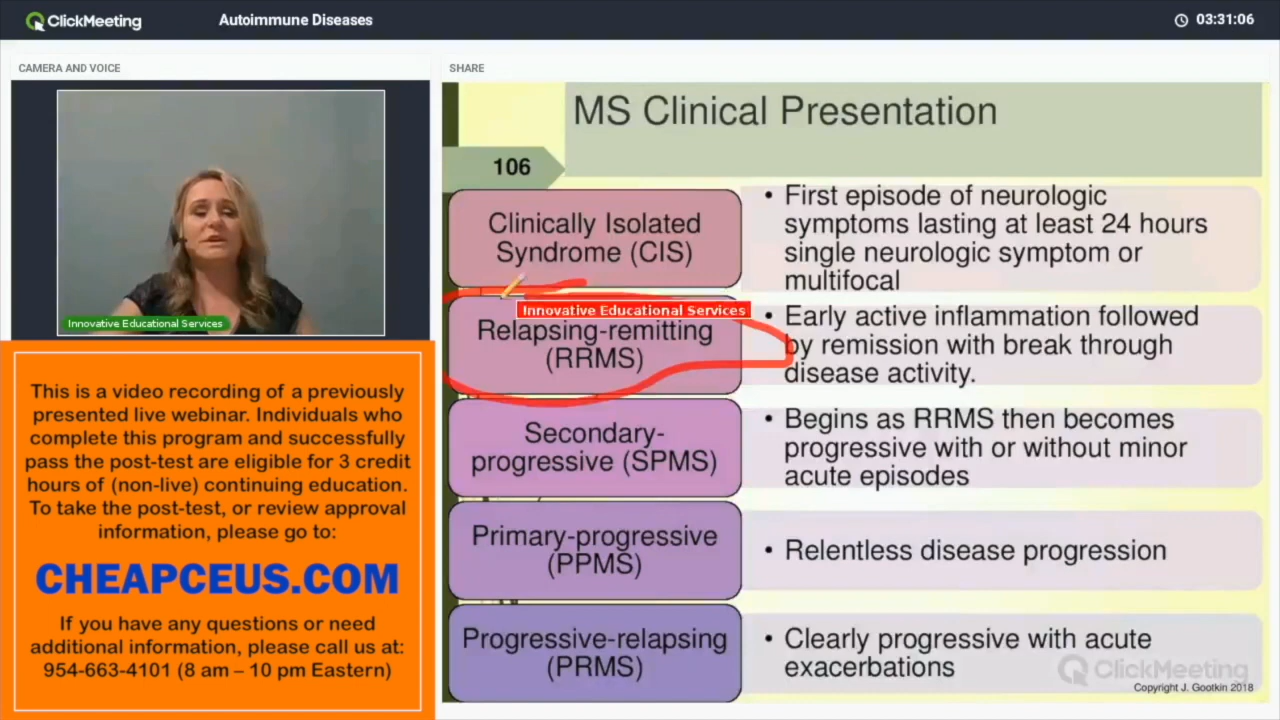 ClickMeeting
Autoimmune Diseases
03:31:06
CAMERA AND VOICE
SHARE
Innovative Educational Services
This is a video recording of a previously
presented live webinar. Individuals who
complete this program and successfully
pass the post-test are eligible for 3 credit
hours of (non-live) continuing education.
To take the post-test, or review approval
information, please go to:
CHEAPCEUS.COM
If you have any questions or need
additional information, please call us at:
954-663-4101 (8 am – 10 pm Eastern)
MS Clinical Presentation
106
Clinically Isolated
Syndrome (CIS)
• First episode of neurologic
symptoms lasting at least 24 hours
single neurologic symptom or
multifocal
Innovative Educational Services
Relapsing-remitting
(RRMS)
• Early active inflammation followed
by remission with break through
disease activity.
Secondary-
progressive (SPMS)
• Begins as RRMS then becomes
progressive with or without minor
acute episodes
Primary-progressive
(PPMS)
• Relentless disease progression
Progressive-relapsing
(PRMS)
• Clearly progressive with acute
exacerbations
ClickMeeting
Copyright J. Gootkin 2018